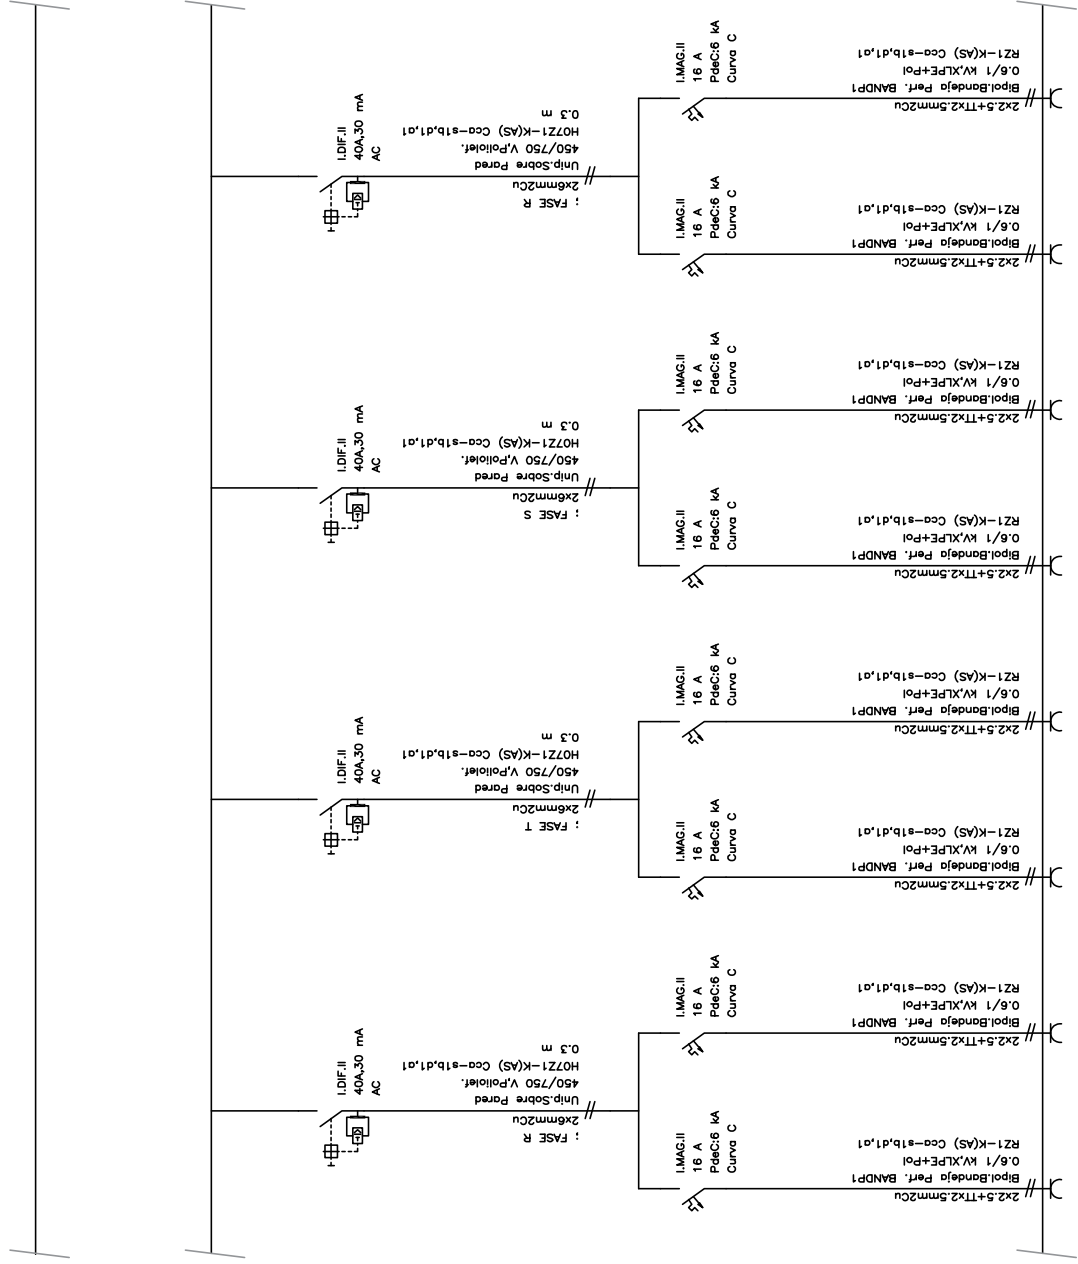 I.DIF.II
40A,30 mA
AC
; FASE R
2x6mm2Cu
Unip.Sobre Pared
450/750 V,Poliolef.
H07Z1-K(AS) Cca-s1b,d1,a1
0.3 m
I.MAG.II
16 A
PdeC:6 kA
Curva C
2x2.5+TTx2.5mm2Cu
Bipol.Bandeja Perf. BANDP1
0.6/1 kV,XLPE+Pol
RZ1-K(AS) Cca-s1b,d1,a1
I.MAG.II
16 A
PdeC:6 kA
Curva C
2x2.5+TTx2.5mm2Cu
Bipol.Bandeja Perf. BANDP1
0.6/1 kV,XLPE+Pol
RZ1-K(AS) Cca-s1b,d1,a1
I.DIF.II
40A,30 mA
AC
; FASE S
2x6mm2Cu
Unip.Sobre Pared
450/750 V,Poliolef.
H07Z1-K(AS) Cca-s1b,d1,a1
0.3 m
I.MAG.II
16 A
PdeC:6 kA
Curva C
2x2.5+TTx2.5mm2Cu
Bipol.Bandeja Perf. BANDP1
0.6/1 kV,XLPE+Pol
RZ1-K(AS) Cca-s1b,d1,a1
I.MAG.II
16 A
PdeC:6 kA
Curva C
2x2.5+TTx2.5mm2Cu
Bipol.Bandeja Perf. BANDP1
0.6/1 kV,XLPE+Pol
RZ1-K(AS) Cca-s1b,d1,a1
I.DIF.II
40A,30 mA
AC
; FASE T
2x6mm2Cu
Unip.Sobre Pared
450/750 V,Poliolef.
H07Z1-K(AS) Cca-s1b,d1,a1
0.3 m
I.MAG.II
16 A
PdeC:6 kA
Curva C
2x2.5+TTx2.5mm2Cu
Bipol.Bandeja Perf. BANDP1
0.6/1 kV,XLPE+Pol
RZ1-K(AS) Cca-s1b,d1,a1
I.MAG.II
16 A
PdeC:6 kA
Curva C
2x2.5+TTx2.5mm2Cu
Bipol.Bandeja Perf. BANDP1
0.6/1 kV,XLPE+Pol
RZ1-K(AS) Cca-s1b,d1,a1
I.DIF.II
40A,30 mA
AC
; FASE R
2x6mm2Cu
Unip.Sobre Pared
450/750 V,Poliolef.
H07Z1-K(AS) Cca-s1b,d1,a1
0.3 m
I.MAG.II
16 A
PdeC:6 kA
Curva C
2x2.5+TTx2.5mm2Cu
Bipol.Bandeja Perf. BANDP1
0.6/1 kV,XLPE+Pol
RZ1-K(AS) Cca-s1b,d1,a1
I.MAG.II
16 A
PdeC:6 kA
Curva C
2x2.5+TTx2.5mm2Cu
Bipol.Bandeja Perf. BANDP1
0.6/1 kV,XLPE+Pol
RZ1-K(AS) Cca-s1b,d1,a1